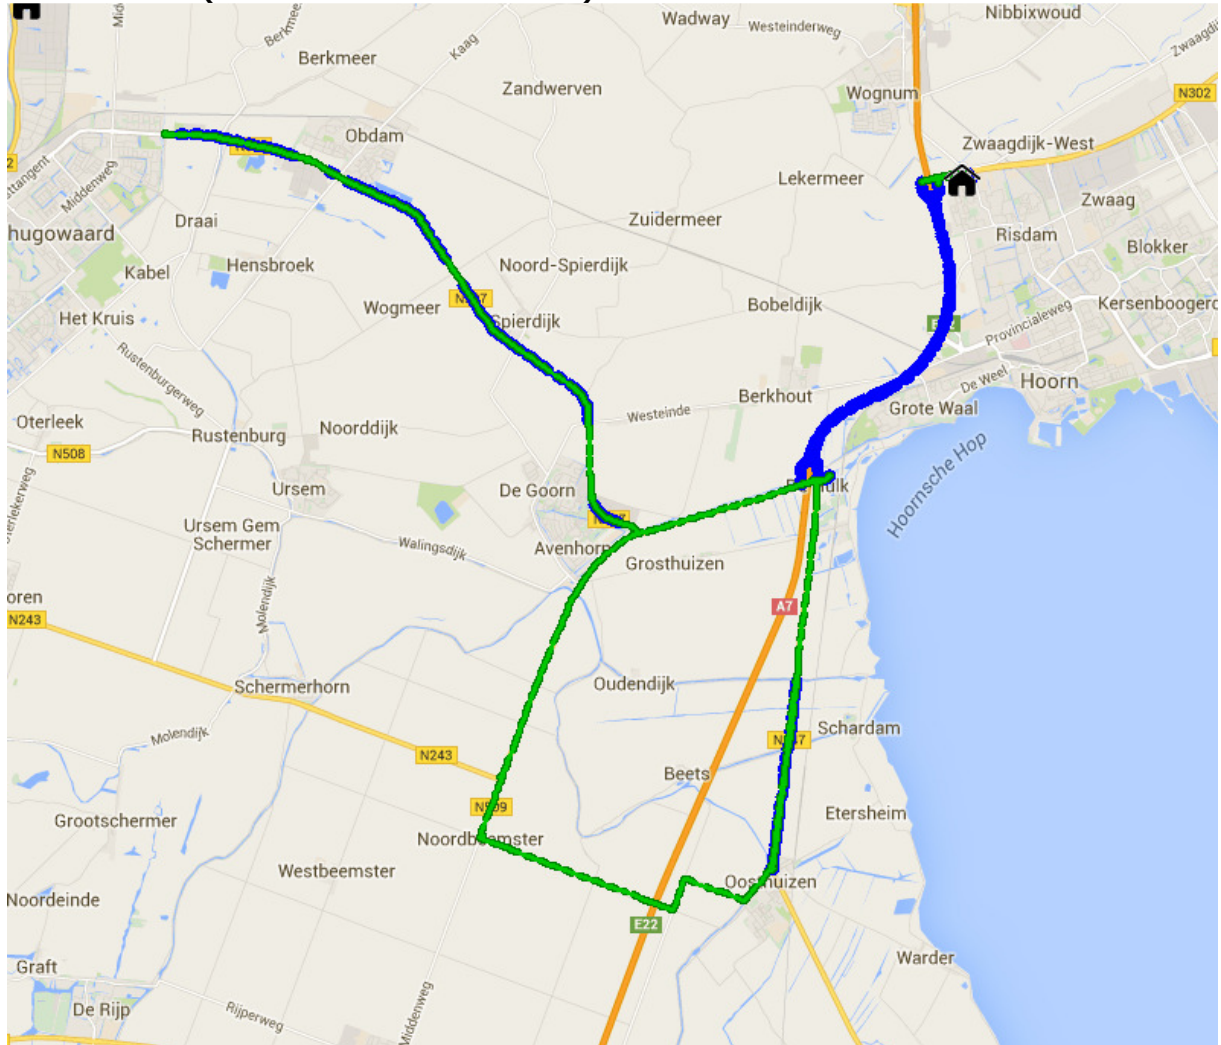 Wadway
Westeinderweg
Nibbixwoud
Berkmeer
Kaag
Zandwerven
Wognum
N302
Obdam
Zwaagdijk-West
Middenweg
Lekermeer
Zwaag
Draai
Zuidermeer
Risdam
hugowaard
Blokker
Kabel
Hensbroek
Noord-Spierdijk
Wogmeer
Bobeldijk
Kersenboogerd
Het Kruis
Spierdijk
Provincialeweg
Rustenburgerweg
De Weel
Hoorn
Berkhout
Grote Waal
Westeinde
Oterleek
Noorddijk
Rustenburg
N508
Hoornsche Hop
Ursem
De Goorn
Ursem Gem
Schermer
Walingsdijk
Avenhorn
Grosthuizen
oren
Molendijk
A7
N243
Oudendijk
Schermerhorn
Schardam
Molendijk
N243
Beets
Grootschermer
Noordbeemster
Etersheim
Westbeemster
Oosthuizen
Noordeinde
E22
Warder
Graft
De Rijp
Rijperweg
Middenweg